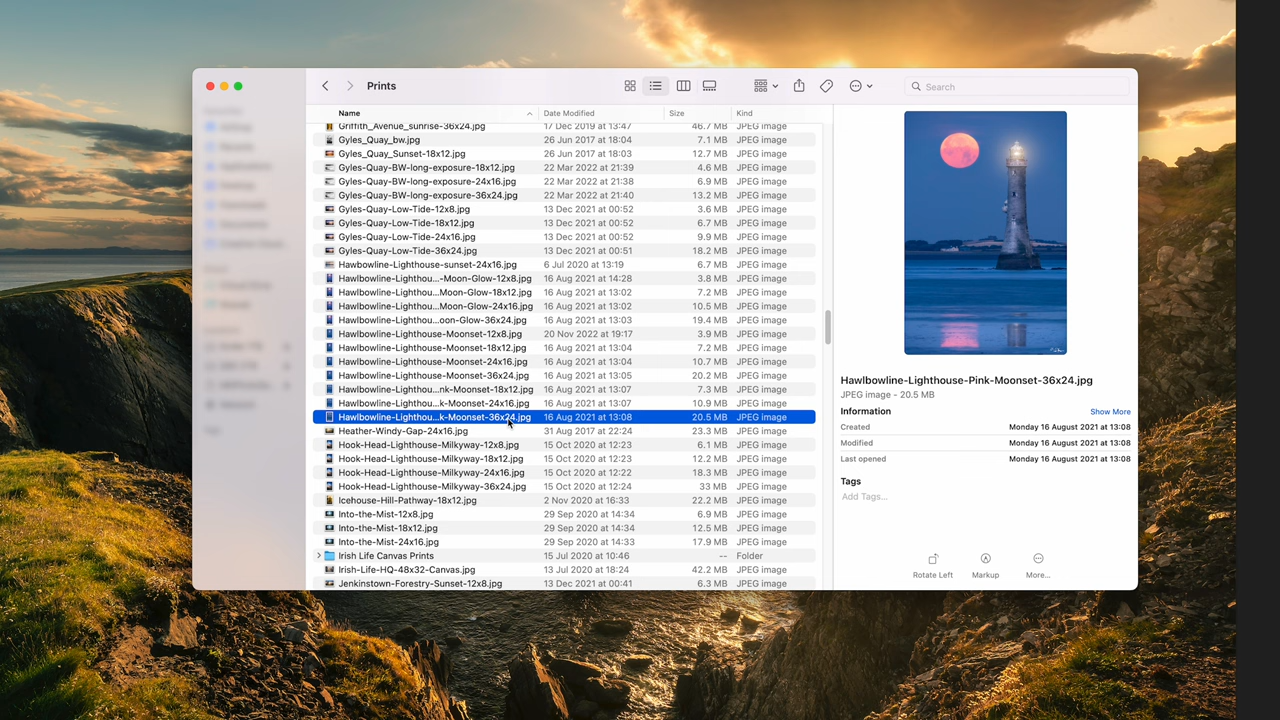 Prints
Search
Name Date Modified Size Kind
Griffith_Avenue_sunrise-36x24.jpg 17 Dec 2019 at 13:47 46.7 MB JPEG image
Gyles_Quay_bw.jpg 26 Jun 2017 at 18:04 7.1 MB JPEG image
Gyles_Quay_Sunset-18x12.jpg 26 Jun 2017 at 18:03 12.7 MB JPEG image
Gyles-Quay-BW-long-exposure-18x12.jpg 22 Mar 2022 at 21:39 4.6 MB JPEG image
Gyles-Quay-BW-long-exposure-24x16.jpg 22 Mar 2022 at 21:38 6.9 MB JPEG image
Gyles-Quay-BW-long-exposure-36x24.jpg 22 Mar 2022 at 21:40 13.2 MB JPEG image
Gyles-Quay-Low-Tide-12x8.jpg 13 Dec 2021 at 00:52 3.6 MB JPEG image
Gyles-Quay-Low-Tide-18x12.jpg 13 Dec 2021 at 00:52 6.7 MB JPEG image
Gyles-Quay-Low-Tide-24x16.jpg 13 Dec 2021 at 00:52 9.9 MB JPEG image
Gyles-Quay-Low-Tide-36x24.jpg 13 Dec 2021 at 00:51 18.2 MB JPEG image
Hawlbowline-Lighthouse-sunset-24x16.jpg 6 Jul 2020 at 13:19 6.7 MB JPEG image
Hawlbowline-Lighthou...-Moon-Glow-12x8.jpg 16 Aug 2021 at 14:28 3.8 MB JPEG image
Hawlbowline-Lighthou...-Moon-Glow-18x12.jpg 16 Aug 2021 at 13:02 7.2 MB JPEG image
Hawlbowline-Lighthou...-Moon-Glow-24x16.jpg 16 Aug 2021 at 13:02 10.5 MB JPEG image
Hawlbowline-Lighthou...oon-Glow-36x24.jpg 16 Aug 2021 at 13:03 19.4 MB JPEG image
Hawlbowline-Lighthouse-Moonset-12x8.jpg 20 Nov 2022 at 19:17 3.9 MB JPEG image
Hawlbowline-Lighthouse-Moonset-18x12.jpg 16 Aug 2021 at 13:04 7.2 MB JPEG image
Hawlbowline-Lighthouse-Moonset-24x16.jpg 16 Aug 2021 at 13:04 10.7 MB JPEG image
Hawlbowline-Lighthouse-Moonset-36x24.jpg 16 Aug 2021 at 13:05 20.2 MB JPEG image
Hawlbowline-Lighthou...nk-Moonset-18x12.jpg 16 Aug 2021 at 13:07 7.3 MB JPEG image
Hawlbowline-Lighthou...k-Moonset-24x16.jpg 16 Aug 2021 at 13:07 10.9 MB JPEG image
Hawlbowline-Lighthou...k-Moonset-36x24.jpg 16 Aug 2021 at 13:08 20.5 MB JPEG image
Heather-Windy-Gap-24x16.jpg 31 Aug 2017 at 22:24 23.3 MB JPEG image
Hook-Head-Lighthouse-Milkyway-12x8.jpg 15 Oct 2020 at 12:23 6.1 MB JPEG image
Hook-Head-Lighthouse-Milkyway-18x12.jpg 15 Oct 2020 at 12:23 12.2 MB JPEG image
Hook-Head-Lighthouse-Milkyway-24x16.jpg 15 Oct 2020 at 12:22 18.3 MB JPEG image
Hook-Head-Lighthouse-Milkyway-36x24.jpg 15 Oct 2020 at 12:24 33 MB JPEG image
Icehouse-Hill-Pathway-18x12.jpg 2 Nov 2020 at 16:33 22.2 MB JPEG image
Into-the-Mist-12x8.jpg 29 Sep 2020 at 14:34 6.9 MB JPEG image
Into-the-Mist-18x12.jpg 29 Sep 2020 at 14:34 12.5 MB JPEG image
Into-the-Mist-24x16.jpg 29 Sep 2020 at 14:33 17.9 MB JPEG image
Irish Life Canvas Prints 15 Jul 2020 at 10:46 -- Folder
Irish-Life-HQ-48x32-Canvas.jpg 13 Jul 2020 at 18:24 42.2 MB JPEG image
Jenkinstown-Forestry-Sunset-12x8.jpg 13 Dec 2021 at 00:41 6.3 MB JPEG image
Hawlbowline-Lighthouse-Pink-Moonset-36x24.jpg
JPEG image - 20.5 MB
Information Show More
Created Monday 16 August 2021 at 13:08
Modified Monday 16 August 2021 at 13:08
Last opened Monday 16 August 2021 at 13:08
Tags
Add Tags...
Rotate Left Markup More...